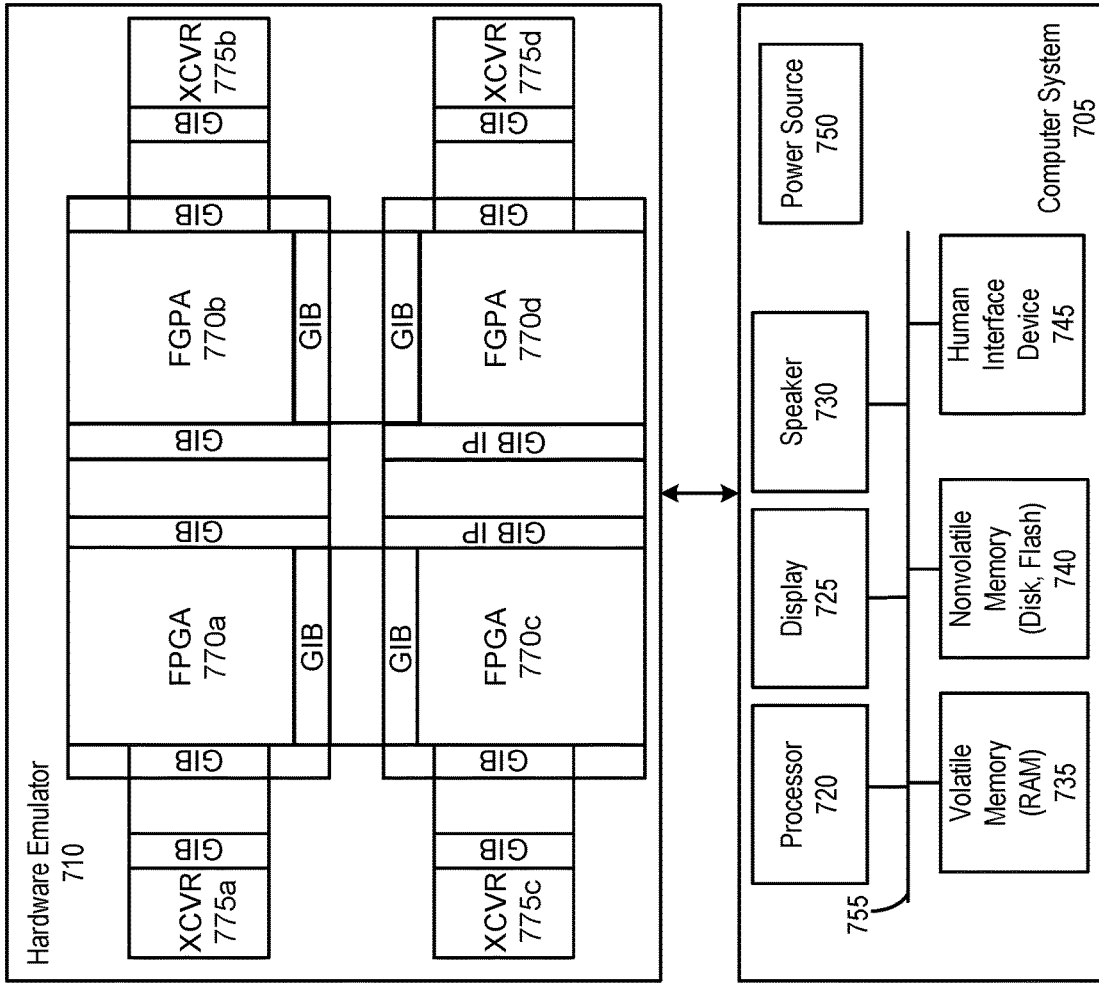 Hardware Emulator
710
XCVR
775a
GIB
GIB
FPGA
770a
GIB
GIB
GIB
FGPA
770b
GIB
GIB
GIB
XCVR
775b
XCVR
775c
GIB
GIB
GIB
FPGA
770c
GIB IP
GIB IP
GIB
FGPA
770d
GIB
GIB
XCVR
775d
755
Processor
720
Display
725
Speaker
730
Power Source
750
Volatile
Memory
(RAM)
735
Nonvolatile
Memory
(Disk, Flash)
740
Human
Interface
Device
745
Computer System
705